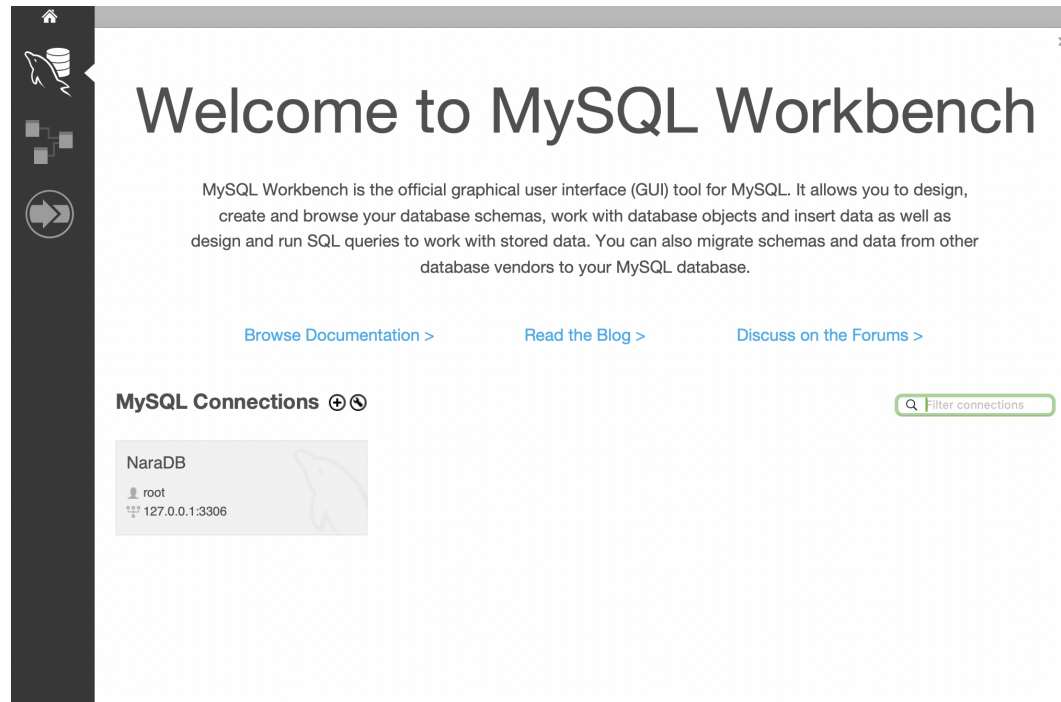 Welcome to MySQL Workbench
MySQL Workbench is the official graphical user interface (GUI) tool for MySQL. It allows you to design,
create and browse your database schemas, work with database objects and insert data as well as
design and run SQL queries to work with stored data. You can also migrate schemas and data from other
database vendors to your MySQL database.
Browse Documentation >
Read the Blog >
Discuss on the Forums >
MySQL Connections
Filter connections
NaraDB
root
127.0.0.1:3306